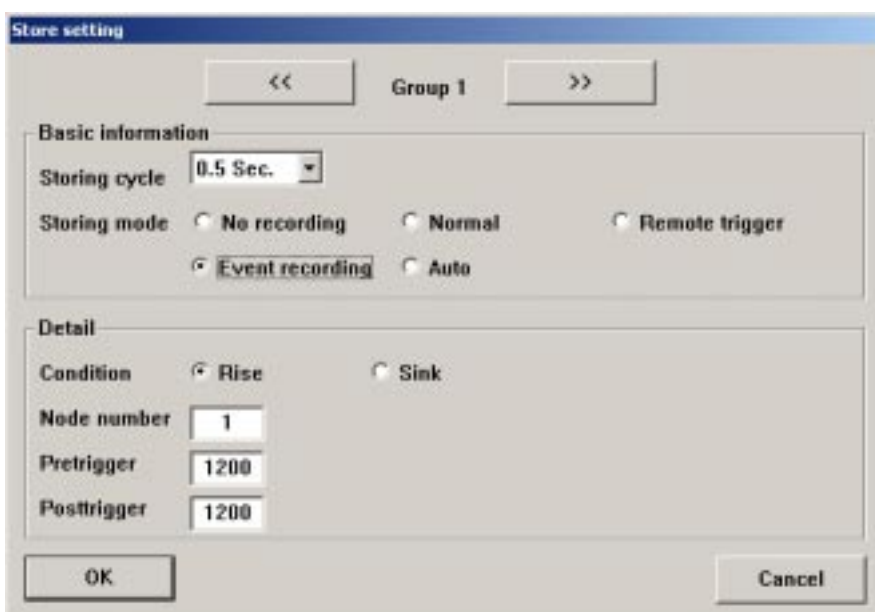 Store setting
<< Group 1 >>
Basic information
Storing cycle 0.5 Sec.
Storing mode No recording Normal Remote trigger
Event recording Auto
Detail
Condition Rise Sink
Node number 1
Pretrigger 1200
Posttrigger 1200
OK Cancel